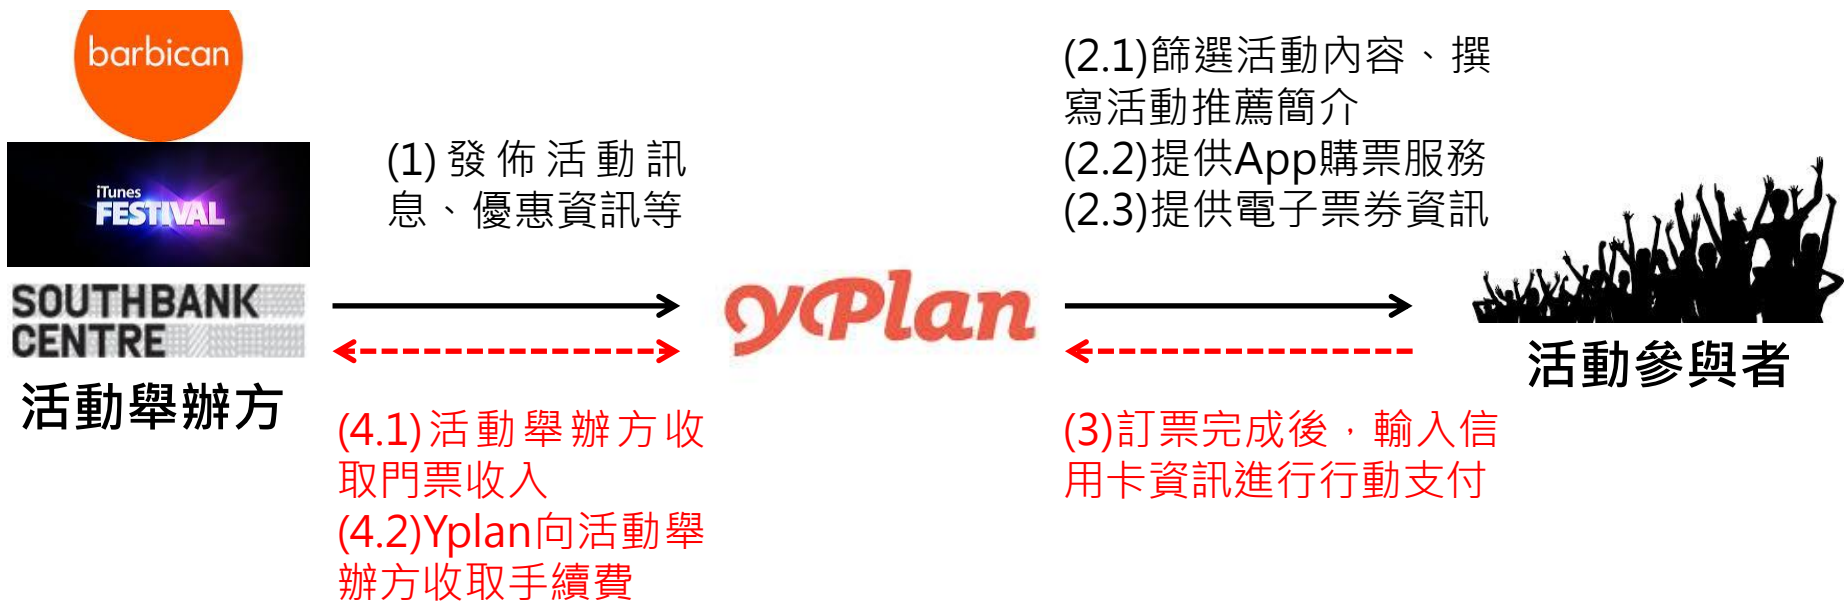 barbican
iTunes
FESTIVAL
SOUTHBANK
CENTRE
活動舉辦方
(1)發佈活動訊
息、優惠資訊等
YPlan
(2.1)篩選活動內容、撰
寫活動推薦簡介
(2.2)提供App購票服務
(2.3)提供電子票券資訊
活動參與者
(4.1)活動舉辦方收
取門票收入
(4.2)Yplan向活動舉
辦方收取手續費
(3)訂票完成後，輸入信
用卡資訊進行行動支付